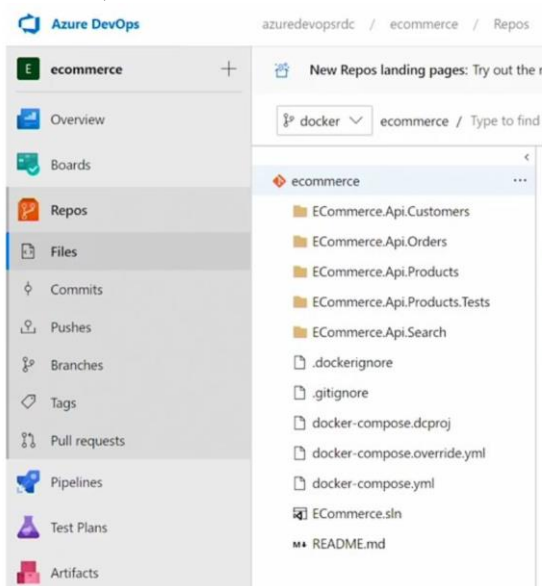 Azure DevOps
azuredevopsrdc / ecommerce / Repos
E ecommerce +
New Repos landing pages: Try out the
Overview
docker ecommerce / Type to find
Boards
ecommerce ...
Repos
ECommerce.Api.Customers
ECommerce.Api.Orders
Files
ECommerce.Api.Products
Commits
ECommerce.Api.Products.Tests
Pushes
ECommerce.Api.Search
Branches
.dockerignore
.gitignore
Tags
docker-compose.dcproj
Pull requests
docker-compose.override.yml
Pipelines
docker-compose.yml
ECommerce.sln
Test Plans
M↓ README.md
Artifacts